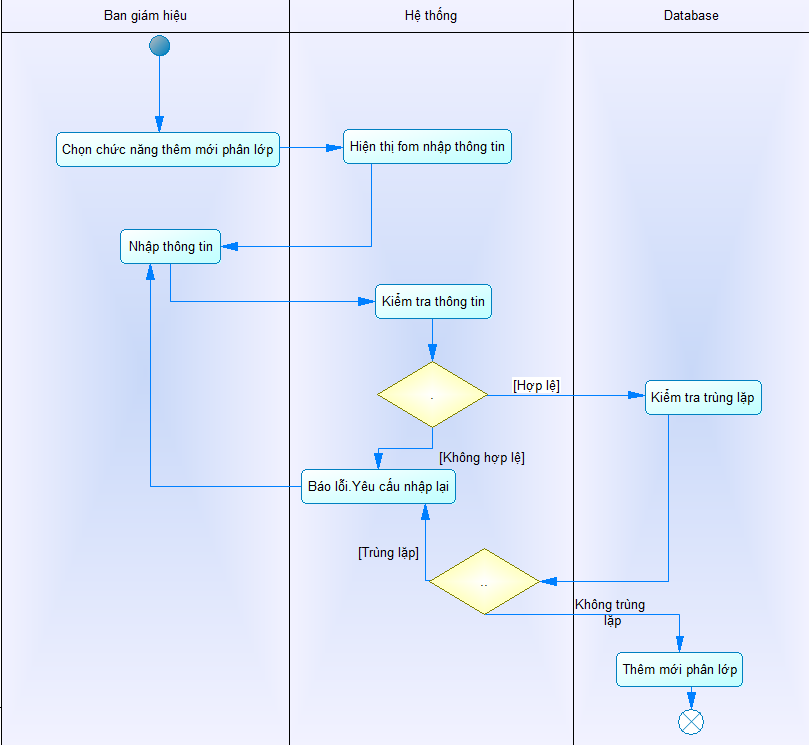 Ban giám hiệu
Hệ thống
Database
Chọn chức năng thêm mới phân lớp
Hiện thị fom nhập thông tin
Nhập thông tin
Kiểm tra thông tin
.
[Hợp lệ]
Kiểm tra trùng lặp
[Không hợp lệ]
Báo lỗi.Yêu cấu nhập lại
[Trùng lặp]
..
Không trùng
lặp
Thêm mới phân lớp